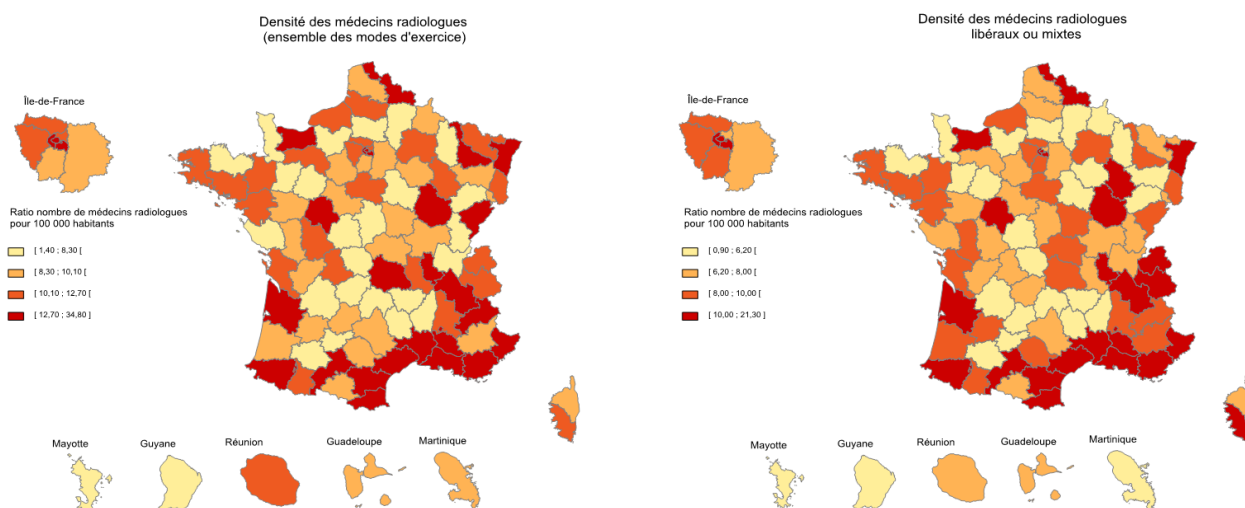 Densité des médecins radiologues
(ensemble des modes d'exercice)
Île-de-France
Ratio nombre de médecins radiologues
pour 100 000 habitants
[ 1,40 ; 8,30 [
[ 8,30 ; 10,10 [
[ 10,10 ; 12,70 [
[ 12,70 ; 34,80 [
Mayotte
Guyane
Réunion
Guadeloupe
Martinique
Densité des médecins radiologues
libéraux ou mixtes
Île-de-France
Ratio nombre de médecins radiologues
pour 100 000 habitants
[ 0,90 ; 6,20 [
[ 6,20 ; 8,00 [
[ 8,00 ; 10,00 [
[ 10,00 ; 21,30 [
Mayotte
Guyane
Réunion
Guadeloupe
Martinique